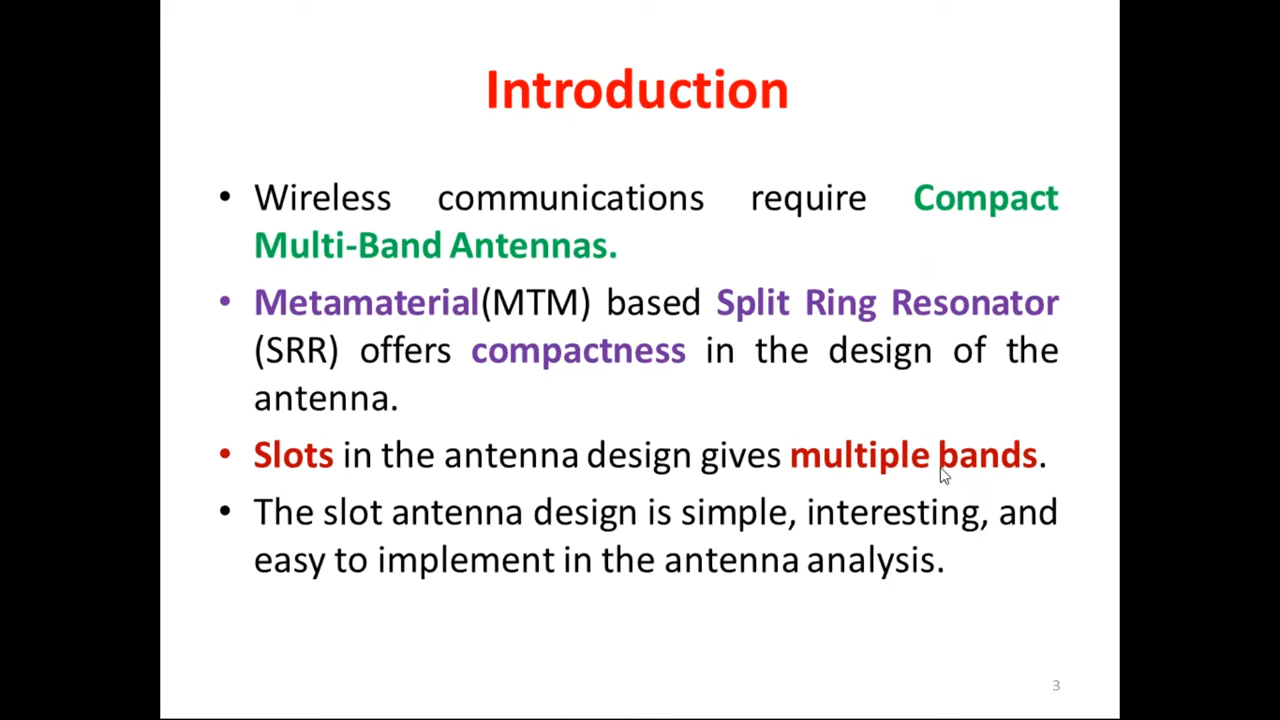 Introduction
• Wireless communications require Compact
Multi-Band Antennas.
• Metamaterial(MTM) based Split Ring Resonator
(SRR) offers compactness in the design of the
antenna.
• Slots in the antenna design gives multiple bands.
• The slot antenna design is simple, interesting, and
easy to implement in the antenna analysis.
3